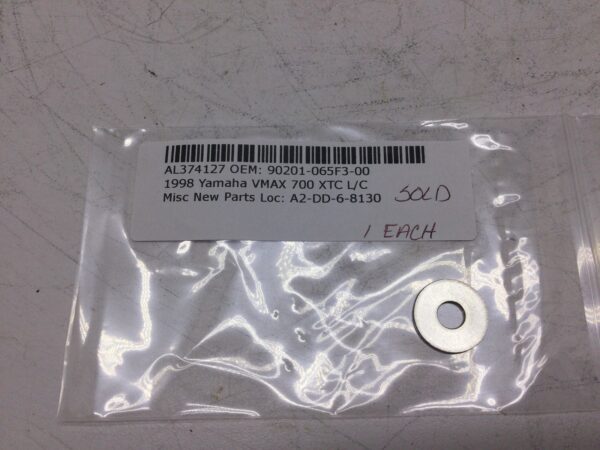 AL374127 OEM: 90201-065F3-00
1998 Yamaha VMAX 700 XTC L/C
Misc New Parts Loc: A2-DD-6-8130 SOLD
1 EACH